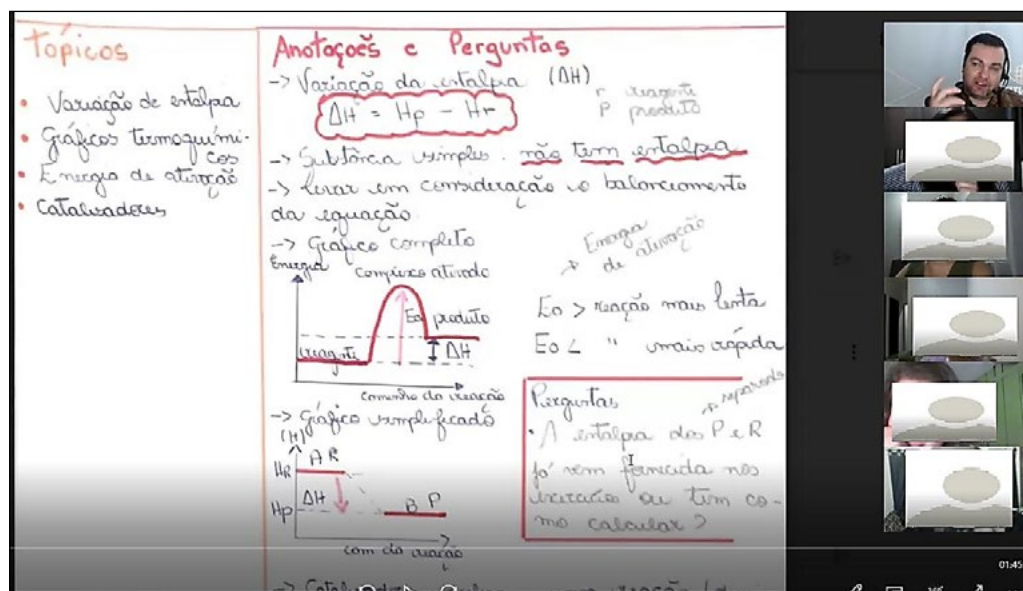 Tópicos
• Variação de entalpia
• Gráficos termoquími-
cos
• Energia de ativação
• Catalisadores
Anotações e Perguntas
-> Variação da entalpia (ΔH)
r reagente
P produto
ΔH = Hp - Hr
-> Substância simples. não tem entalpia
-> levar em consideração o balanceamento
da equação.
-> Gráfico completo
Energia
complexo ativado
Ea
produto
reagente
ΔH
caminho da reação
-> Energia
de ativação
Ea > reação mais lenta
Ea < " mais rápida
-> Gráfico simplificado
(H)
HR
A R
ΔH
Hp
B P
cam da reação
Perguntas
• A entalpia dos P e R
já vem fornecida nos
exercícios ou tem co-
mo calcular?
01:45